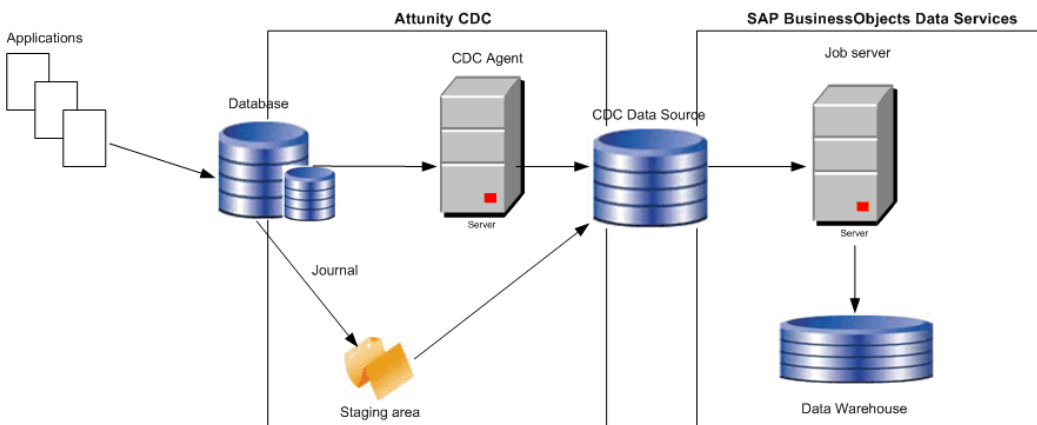 Attunity CDC
SAP BusinessObjects Data Services
Applications
Job server
CDC Agent
Database
CDC Data Source
Server
Server
Journal
Staging area
Data Warehouse